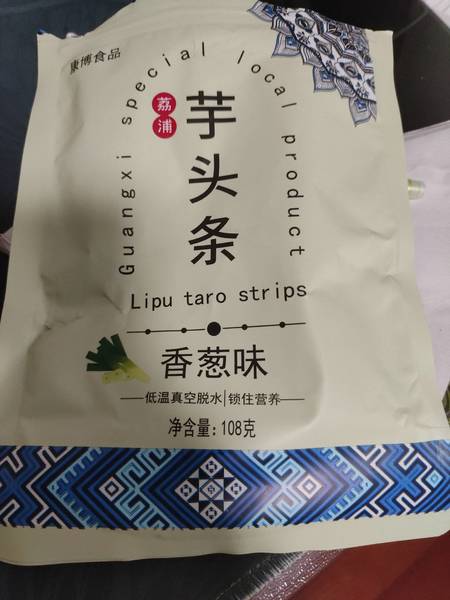 康博食品
Guangxi special local product
荔浦
芋头条
Lipu taro strips
香葱味
低温真空脱水|锁住营养
净含量: 108克